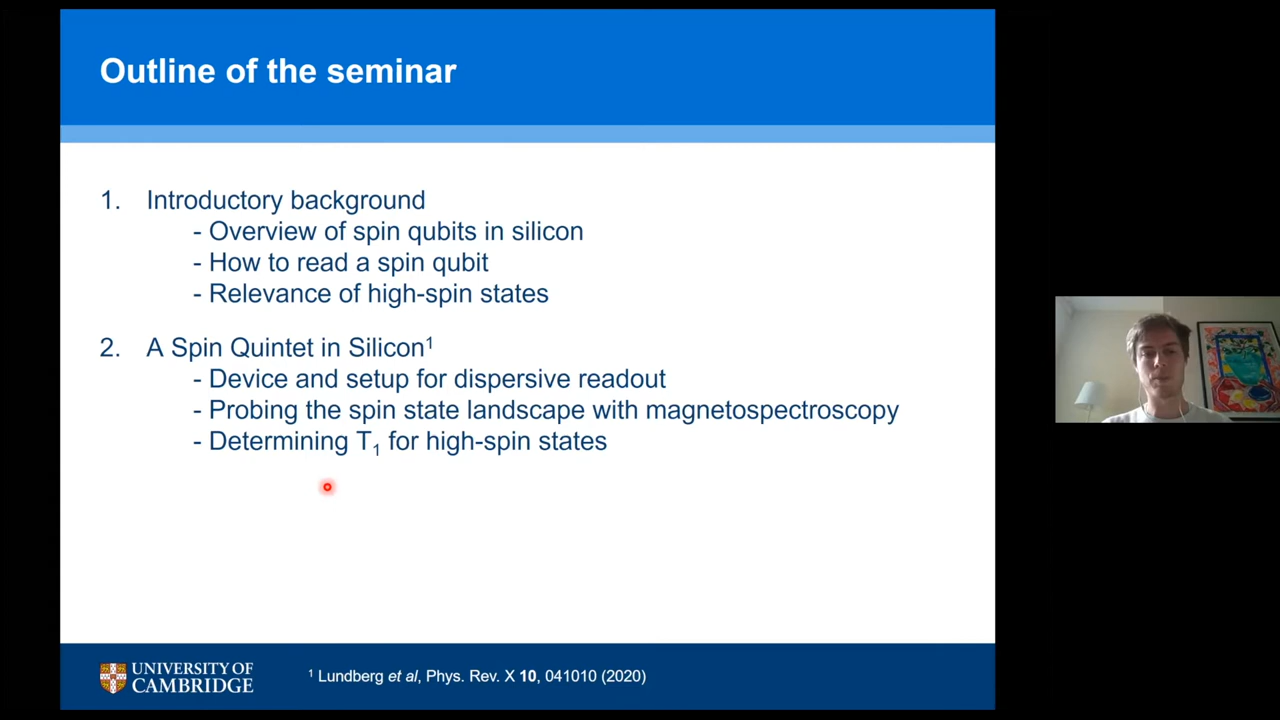 Outline of the seminar
1. Introductory background
- Overview of spin qubits in silicon
- How to read a spin qubit
- Relevance of high-spin states
2. A Spin Quintet in Silicon¹
- Device and setup for dispersive readout
- Probing the spin state landscape with magnetospectroscopy
- Determining T₁ for high-spin states
UNIVERSITY OF
CAMBRIDGE
¹ Lundberg et al, Phys. Rev. X 10, 041010 (2020)